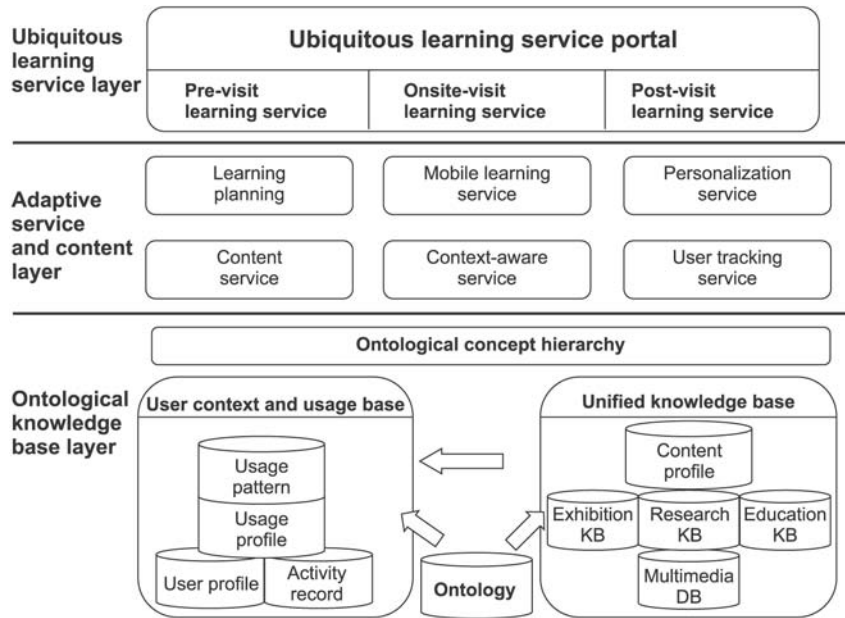 Ubiquitous
learning
service layer
Ubiquitous learning service portal
Pre-visit
learning service
Onsite-visit
learning service
Post-visit
learning service
Adaptive
service
and content
layer
Learning
planning
Mobile learning
service
Personalization
service
Content
service
Context-aware
service
User tracking
service
Ontological concept hierarchy
Ontological
knowledge
base layer
User context and usage base
Usage
pattern
Usage
profile
User profile
Activity
record
Ontology
Unified knowledge base
Content
profile
Exhibition
KB
Research
KB
Education
KB
Multimedia
DB